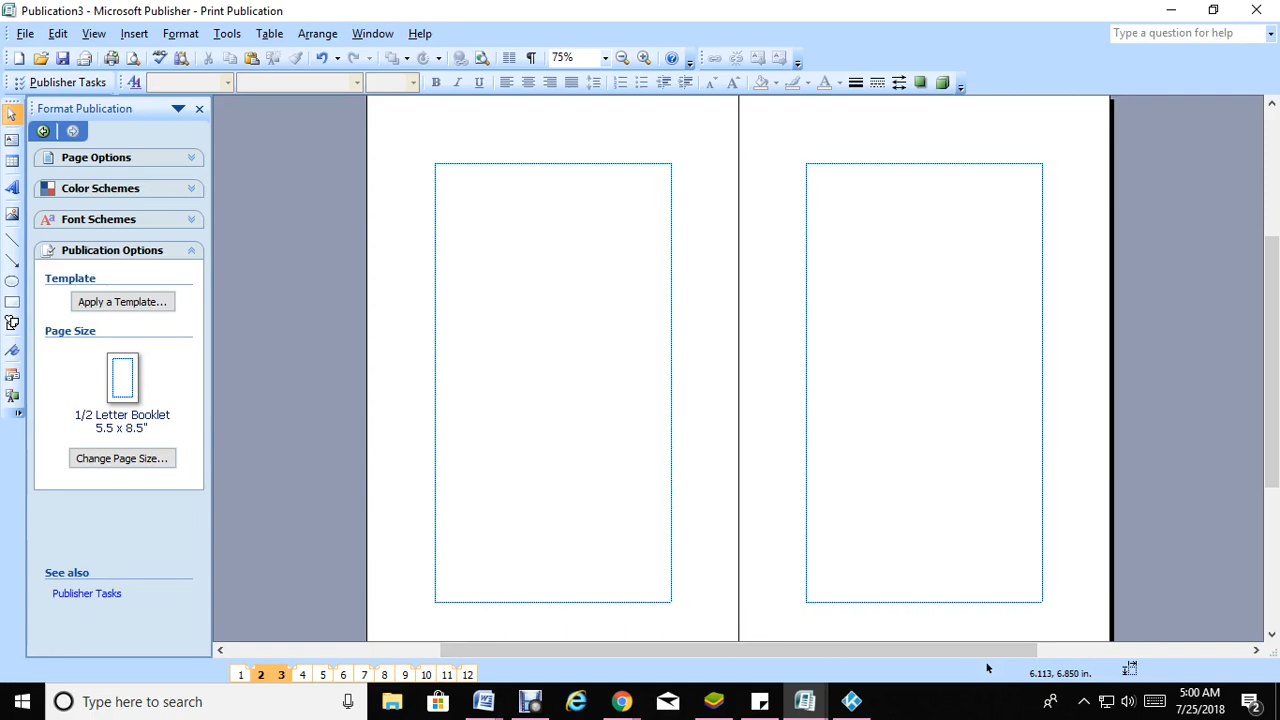 Publication3 - Microsoft Publisher - Print Publication
File Edit View Insert Format Tools Table Arrange Window Help
Type a question for help
75%
Publisher Tasks
Format Publication
Page Options
Color Schemes
Font Schemes
Publication Options
Template
Apply a Template...
Page Size
1/2 Letter Booklet
5.5 x 8.5"
Change Page Size...
See also
Publisher Tasks
1 2 3 4 5 6 7 8 9 10 11 12
6.113, 6.850 in.
Type here to search
5:00 AM
7/25/2018
2